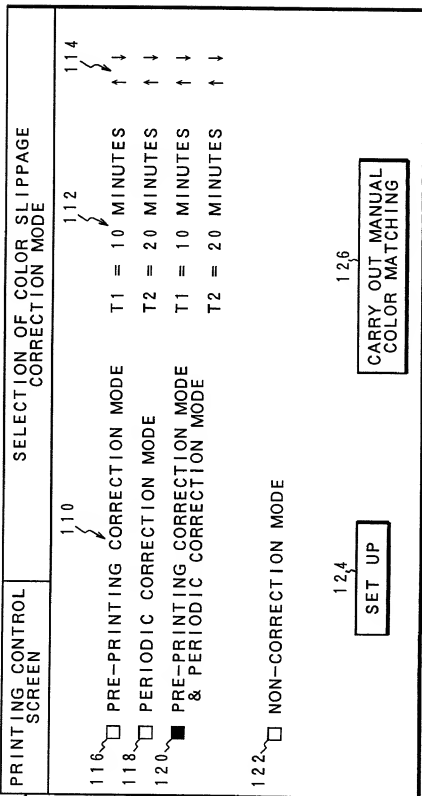 PRINTING CONTROL
SCREEN
SELECTION OF COLOR SLIPPAGE
CORRECTION MODE
110
112
114
116
PRE-PRINTING CORRECTION MODE
T1 = 10 MINUTES ↑ ↓
118
PERIODIC CORRECTION MODE
T2 = 20 MINUTES ↑ ↓
120
PRE-PRINTING CORRECTION MODE
& PERIODIC CORRECTION MODE
T1 = 10 MINUTES ↑ ↓
T2 = 20 MINUTES ↑ ↓
122
NON-CORRECTION MODE
124
SET UP
126
CARRY OUT MANUAL
COLOR MATCHING